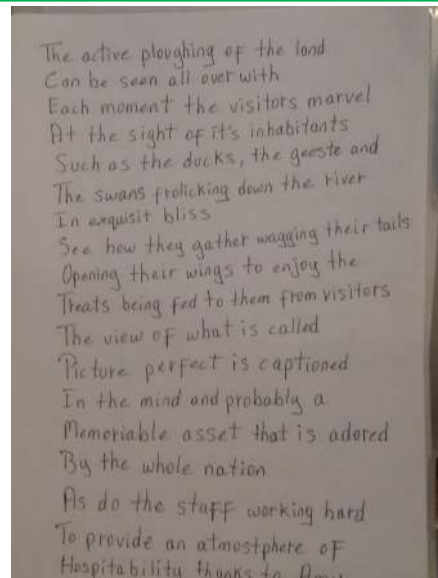 The active ploughing of the land
Can be seen all over with
Each moment the visitors marvel
At the sight of it's inhabitants
Such as the ducks, the geeste and
The swans frolicking down the river
In exquisit bliss
See how they gather wagging their tails
Opening their wings to enjoy the
Treats being fed to them from visitors
The view of what is called
Picture perfect is captioned
In the mind and probably a
Memoriable asset that is adored
By the whole nation
As do the staff working hard
To provide an atmostphere of
Hospitability thanks to